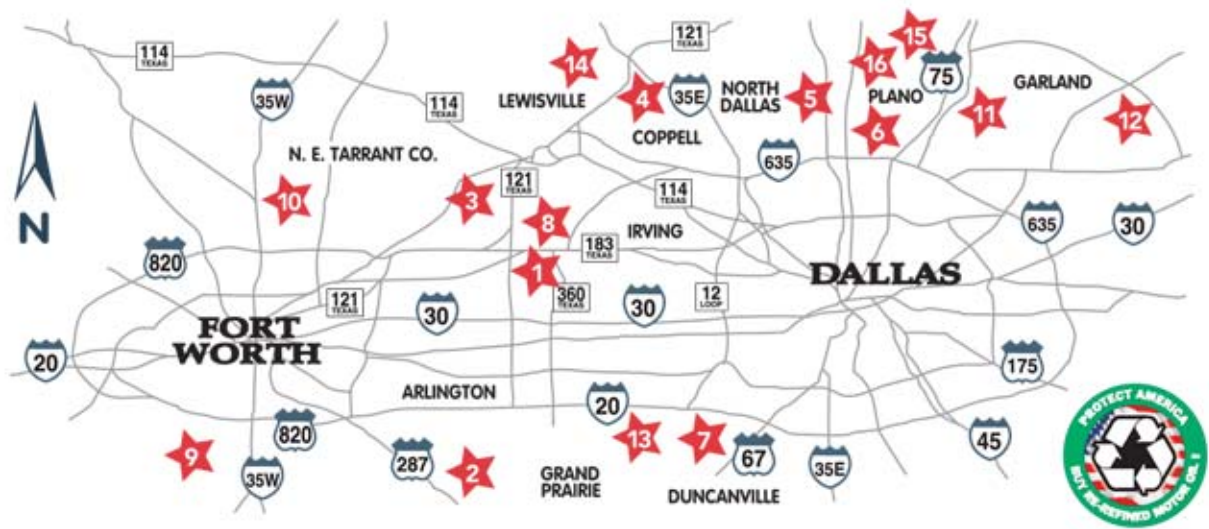 15
121
TEXAS
114
TEXAS
14
16
75
GARLAND
35W
LEWISVILLE
4
35E
NORTH
DALLAS
5
PLANO
114
TEXAS
11
12
6
COPPELL
N. E. TARRANT CO.
635
121
TEXAS
114
TEXAS
10
3
8
IRVING
635
30
N
820
183
TEXAS
1
DALLAS
360
TEXAS
12
LOOP
121
TEXAS
30
30
FORT
WORTH
20
175
ARLINGTON
20
PROTECT AMERICA
BUY RE-REFINED MOTOR OIL !
820
13
7
45
9
35W
287
2
GRAND
PRAIRIE
67
35E
DUNCANVILLE